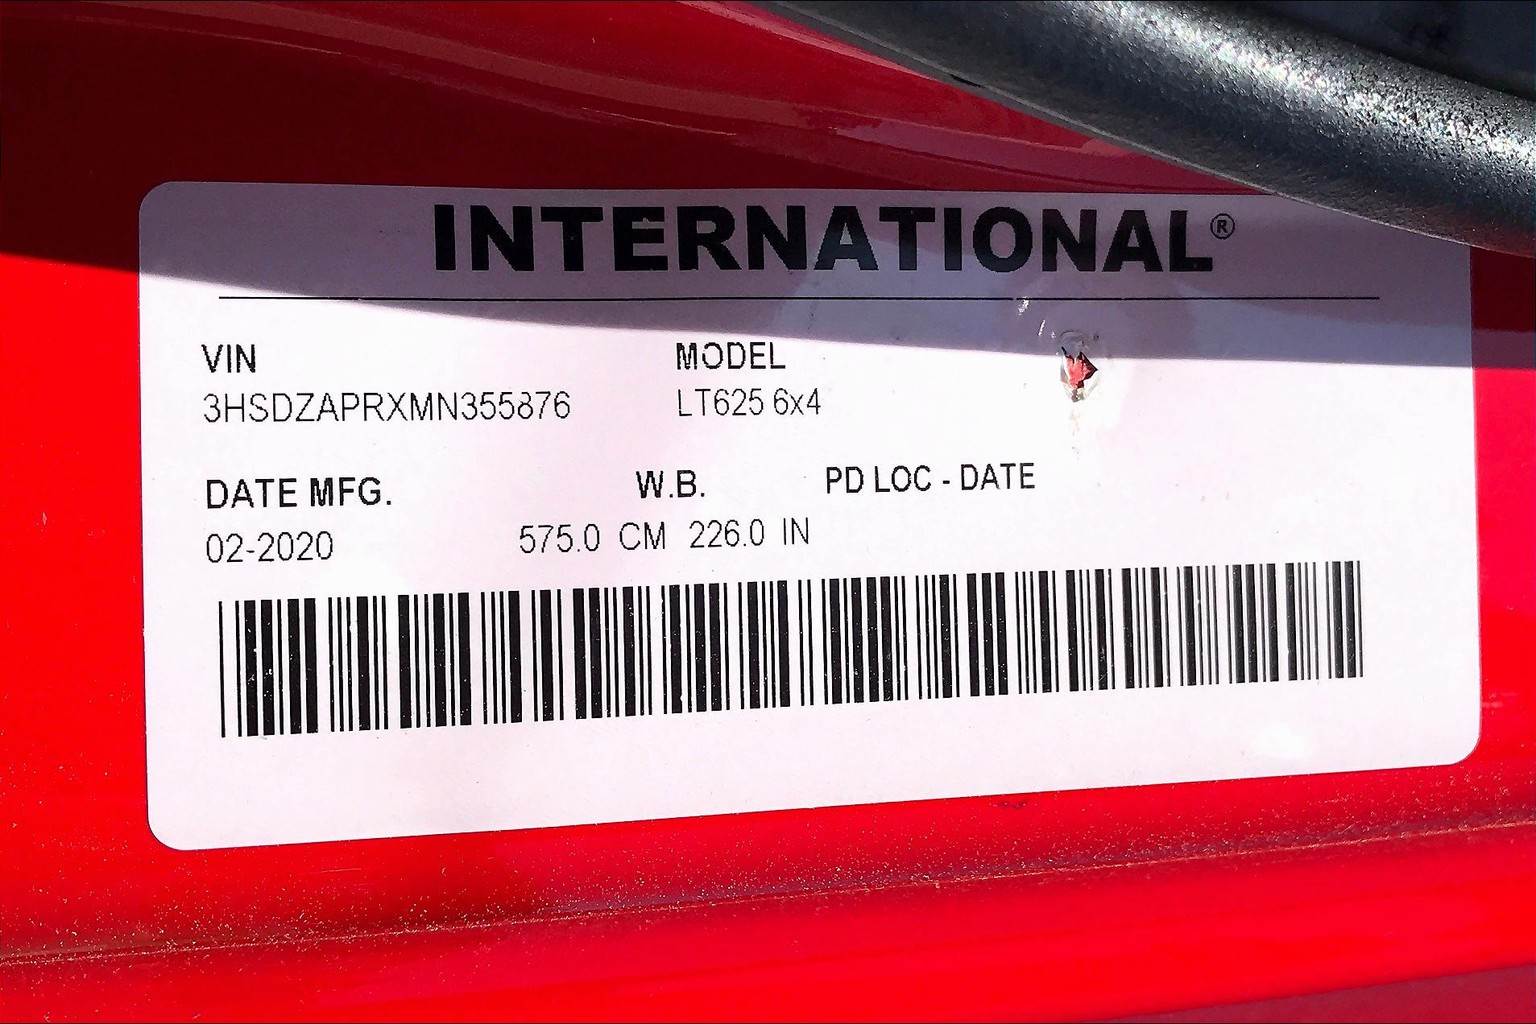 INTERNATIONAL®
VIN MODEL
3HSDZAPRXMN355876 LT625 6x4
DATE MFG. W.B. PD LOC - DATE
02-2020 575.0 CM 226.0 IN